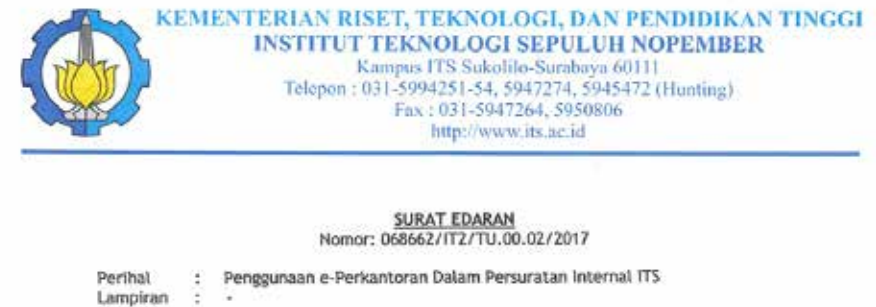 KEMENTERIAN RISET, TEKNOLOGI, DAN PENDIDIKAN TINGGI
INSTITUT TEKNOLOGI SEPULUH NOPEMBER
Kampus ITS Sukolilo-Surabaya 60111
Telepon : 031-5994251-54, 5947274, 5945472 (Hunting)
Fax : 031-5947264, 5950806
http://www.its.ac.id
SURAT EDARAN
Nomor: 068662/IT2/TU.00.02/2017
Perihal : Penggunaan e-Perkantoran Dalam Persuratan Internal ITS
Lampiran : -